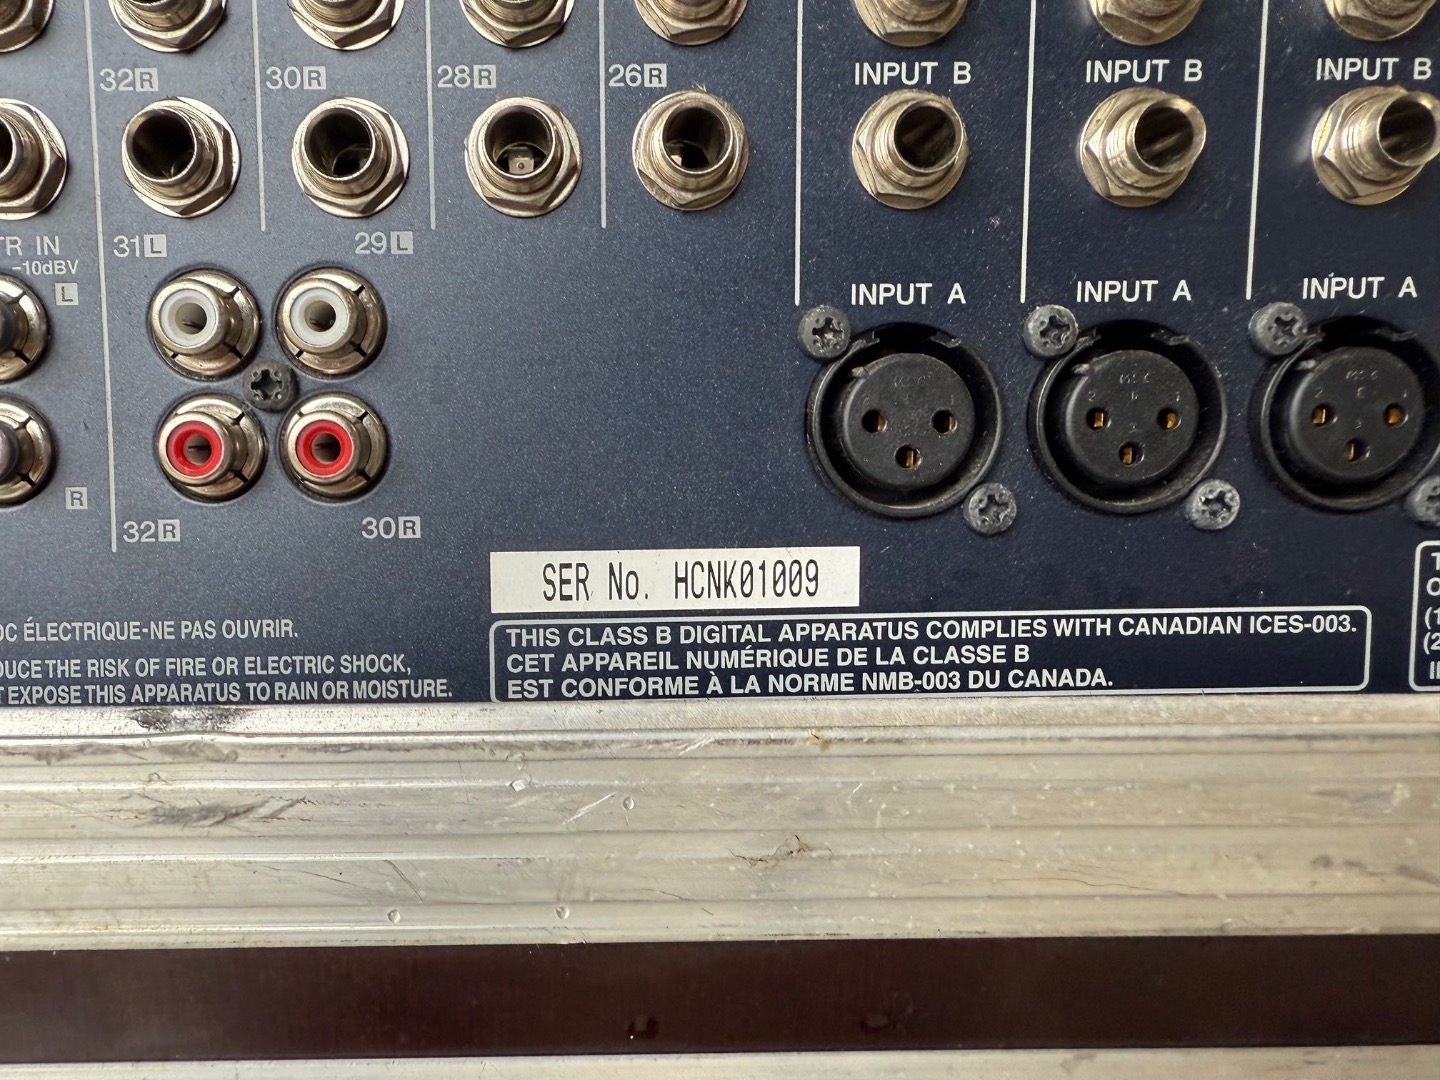 32R 30R 28R 26R INPUT B INPUT B INPUT B
TR IN 31L 29L
-10dBV
L INPUT A INPUT A INPUT A
R
32R 30R
SER No. HCNK01009
ÉLECTRIQUE-NE PAS OUVRIR.
THE RISK OF FIRE OR ELECTRIC SHOCK,
EXPOSE THIS APPARATUS TO RAIN OR MOISTURE.
THIS CLASS B DIGITAL APPARATUS COMPLIES WITH CANADIAN ICES-003.
CET APPAREIL NUMÉRIQUE DE LA CLASSE B
EST CONFORME À LA NORME NMB-003 DU CANADA.